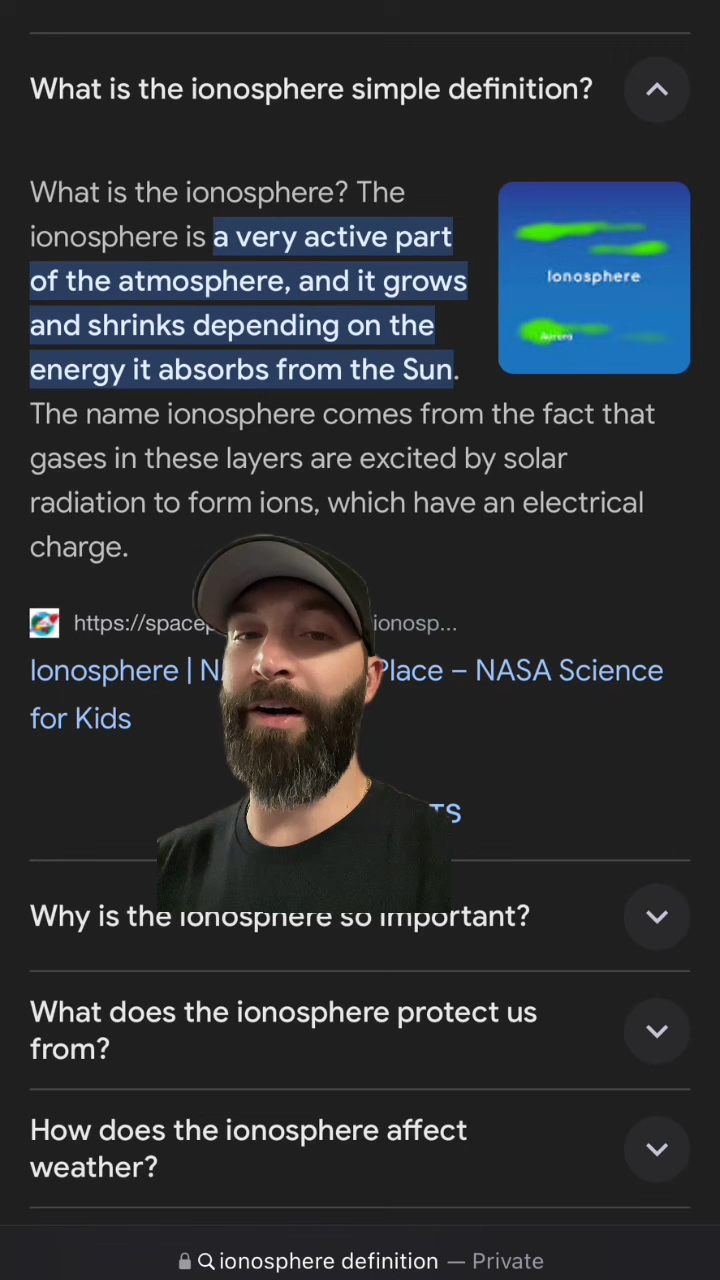 What is the ionosphere simple definition?
What is the ionosphere? The
ionosphere is a very active part
of the atmosphere, and it grows
and shrinks depending on the
energy it absorbs from the Sun.
Ionosphere
Aurora
The name ionosphere comes from the fact that
gases in these layers are excited by solar
radiation to form ions, which have an electrical
charge.
https://spacep ionosp...
Ionosphere | N Place – NASA Science
for Kids
TS
Why is the ionosphere so important?
What does the ionosphere protect us
from?
How does the ionosphere affect
weather?
ionosphere definition — Private